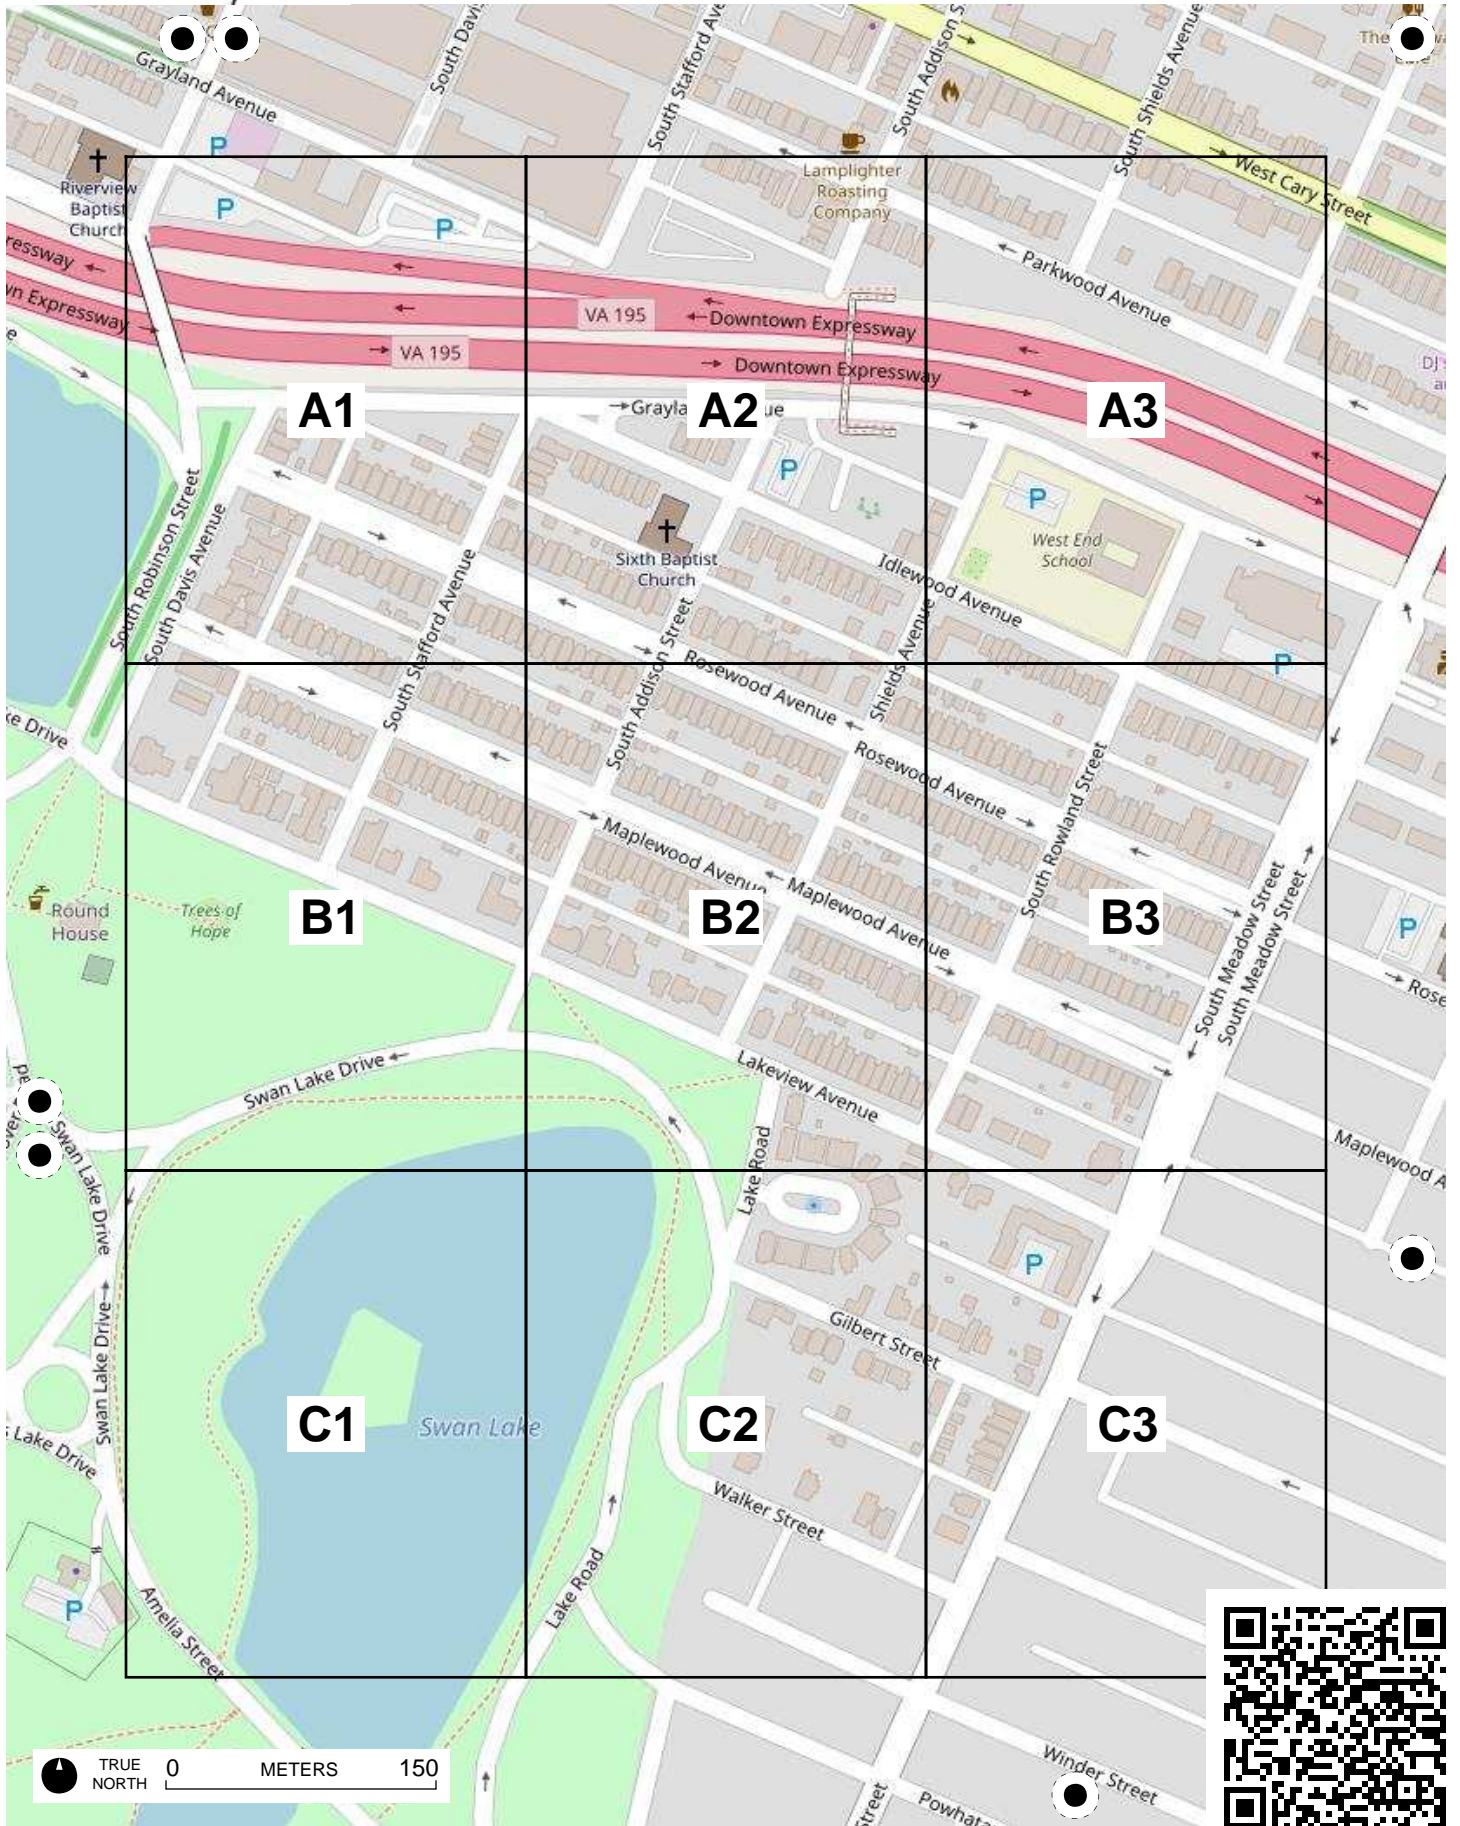 Grayland Avenue
South Stafford Ave
South Addison S
South Shields Avenue
West Cary Street
P
Riverview
Baptist
Church
P
P
Lamplighter
Roasting
Company
Parkwood Avenue
ressway
wn Expressway
VA 195
Downtown Expressway
VA 195
Downtown Expressway
DJ's
A1
A2
A3
P
P
West End
School
Sixth Baptist
Church
Idlewood Avenue
South Robinson Street
South Davis Avenue
South Stafford Avenue
South Addison Street
Shields Avenue
P
Rosewood Avenue
Rosewood Avenue
ke Drive
South Rowland Street
Maplewood Avenue
Maplewood Avenue
Round
House
Trees of
Hope
B1
B2
B3
P
South Meadow Street
South Meadow Street
Rose
Swan Lake Drive
Lakeview Avenue
Swan Lake Drive
Maplewood A
Lake Road
P
Swan Lake Drive
Gilbert Street
C1
C2
C3
Swan Lake
s Lake Drive
Walker Street
P
Amelia Street
Lake Road
TRUE
NORTH
0 METERS 150
Winder Street
Powhata
Street